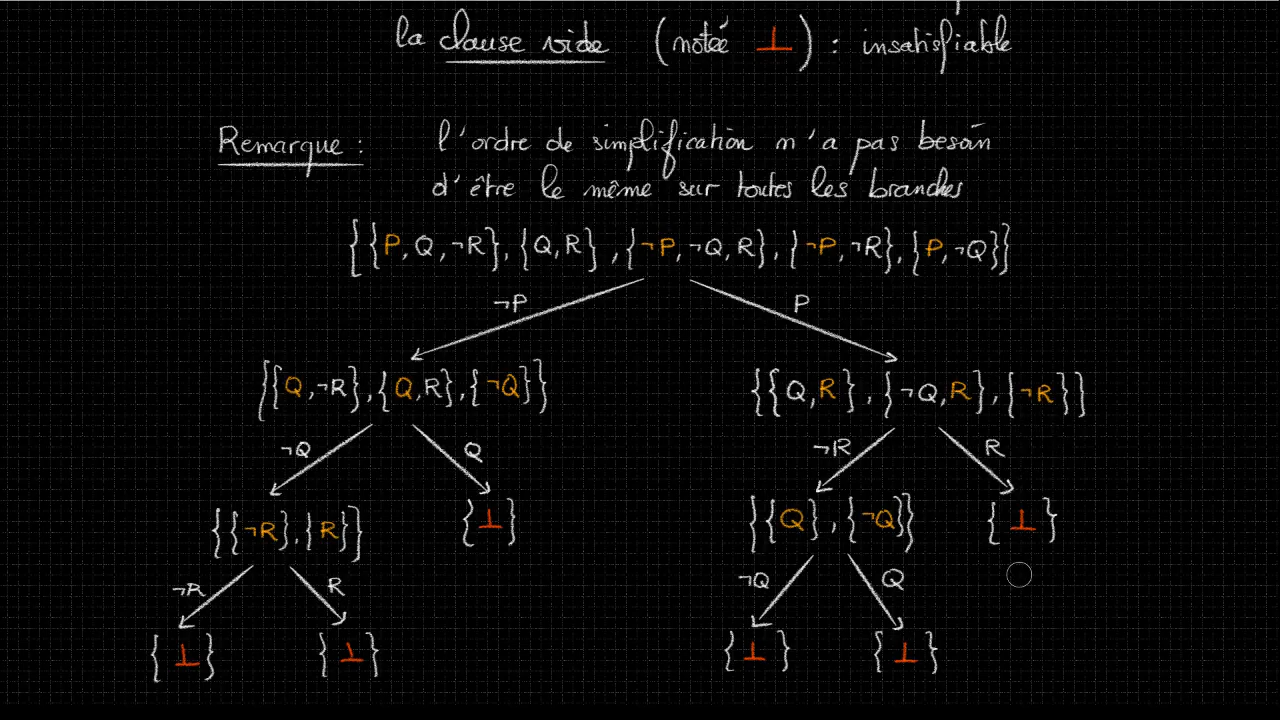 la clause vide (notée ⊥) : insatisfiable
Remarque : l'ordre de simplification n'a pas besoin
d'être le même sur toutes les branches
{{P, Q, ¬R}, {Q, R}, {¬P, ¬Q, R}, {¬P, ¬R}, {P, ¬Q}}
¬P P
{{Q, ¬R}, {Q, R}, {¬Q}} {{Q, R}, {¬Q, R}, {¬R}}
¬Q Q ¬R R
{{¬R}, {R}} {⊥} {{Q}, {¬Q}} {⊥}
¬R R ¬Q Q
{⊥} {⊥} {⊥} {⊥}